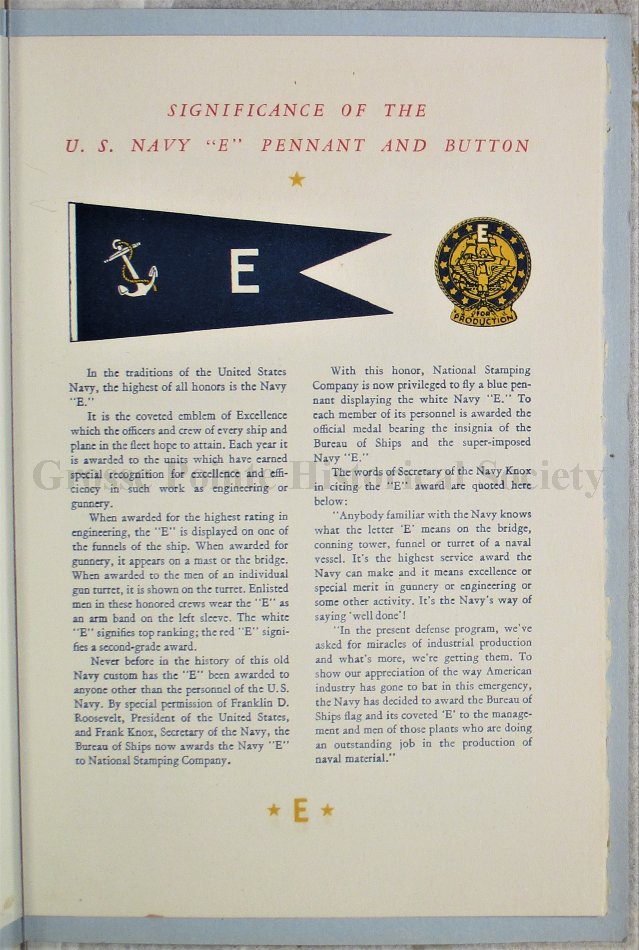 SIGNIFICANCE OF THE
U. S. NAVY "E" PENNANT AND BUTTON
E
E
FOR
PRODUCTION
In the traditions of the United States
Navy, the highest of all honors is the Navy
"E."
It is the coveted emblem of Excellence
which the officers and crew of every ship and
plane in the fleet hope to attain. Each year it
is awarded to the units which have earned
special recognition for excellence and effi-
ciency in such work as engineering or
gunnery.
When awarded for the highest rating in
engineering, the "E" is displayed on one of
the funnels of the ship. When awarded for
gunnery, it appears on a mast or the bridge.
When awarded to the men of an individual
gun turret, it is shown on the turret. Enlisted
men in these honored crews wear the "E" as
an arm band on the left sleeve. The white
"E" signifies top ranking; the red "E" signi-
fies a second-grade award.
Never before in the history of this old
Navy custom has the "E" been awarded to
anyone other than the personnel of the U. S.
Navy. By special permission of Franklin D.
Roosevelt, President of the United States,
and Frank Knox, Secretary of the Navy, the
Bureau of Ships now awards the Navy "E"
to National Stamping Company.
With this honor, National Stamping
Company is now privileged to fly a blue pen-
nant displaying the white Navy "E." To
each member of its personnel is awarded the
official medal bearing the insignia of the
Bureau of Ships and the super-imposed
Navy "E."
The words of Secretary of the Navy Knox
in citing the "E" award are quoted here
below:
"Anybody familiar with the Navy knows
what the letter 'E' means on the bridge,
conning tower, funnel or turret of a naval
vessel. It's the highest service award the
Navy can make and it means excellence or
special merit in gunnery or engineering or
some other activity. It's the Navy's way of
saying 'well done'!
"In the present defense program, we've
asked for miracles of industrial production
and what's more, we're getting them. To
show our appreciation of the way American
industry has gone to bat in this emergency,
the Navy has decided to award the Bureau of
Ships flag and its coveted 'E' to the manage-
ment and men of those plants who are doing
an outstanding job in the production of
naval material."
E
Grosse Pointe Historical Society